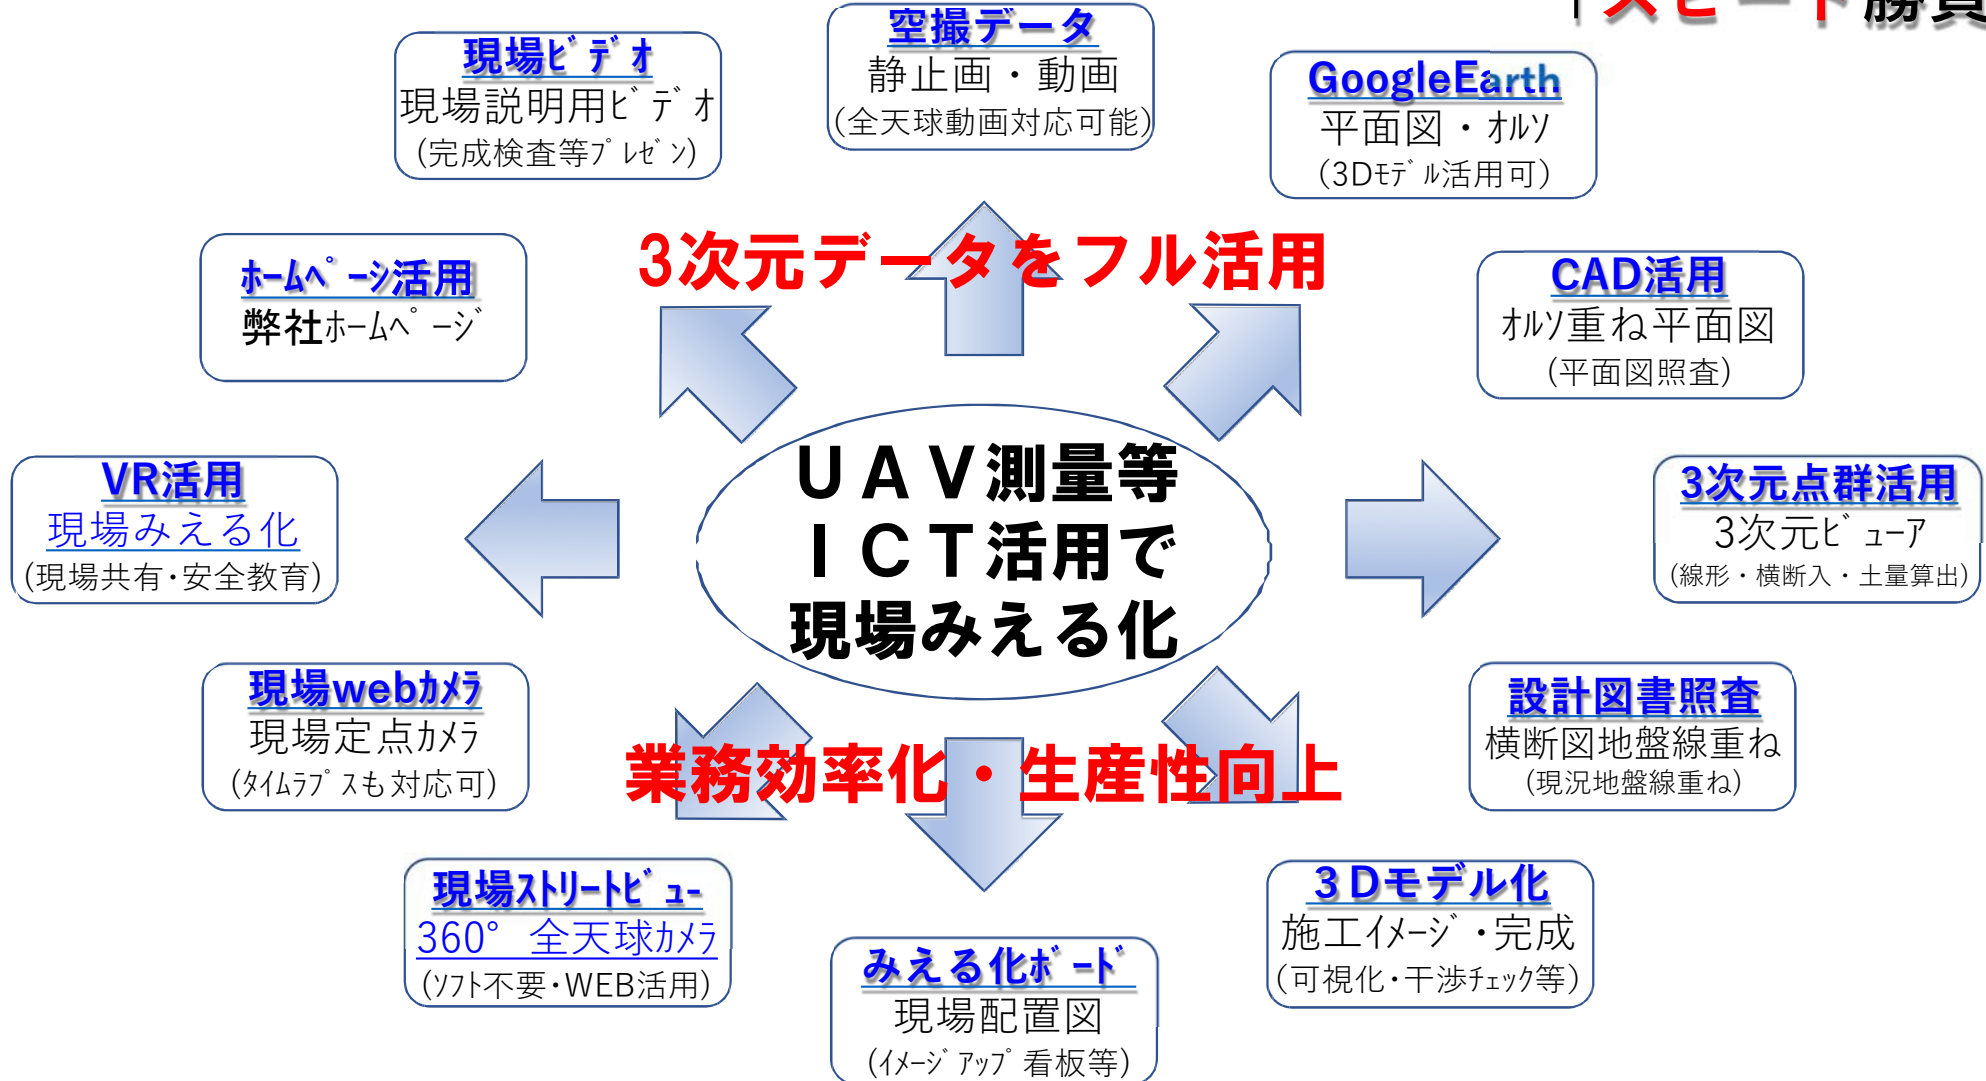 スピード勝負
空撮データ
静止画・動画
(全天球動画対応可能)
現場ビデオ
現場説明用ビデオ
(完成検査等プレゼン)
GoogleEarth
平面図・オルソ
(3Dモデル活用可)
3次元データをフル活用
ホームページ活用
弊社ホームページ
CAD活用
オルソ重ね平面図
(平面図照査)
UAV測量等
ICT活用で
現場みえる化
VR活用
現場みえる化
(現場共有・安全教育)
3次元点群活用
3次元ビューア
(線形・横断入・土量算出)
現場webカメラ
現場定点カメラ
(タイムラプスも対応可)
設計図書照査
横断図地盤線重ね
(現況地盤線重ね)
業務効率化・生産性向上
現場ストリートビュー
360°全天球カメラ
(ソフト不要・WEB活用)
3Dモデル化
施工イメージ・完成
(可視化・干渉チェック等)
みえる化ボード
現場配置図
(イメージアップ看板等)